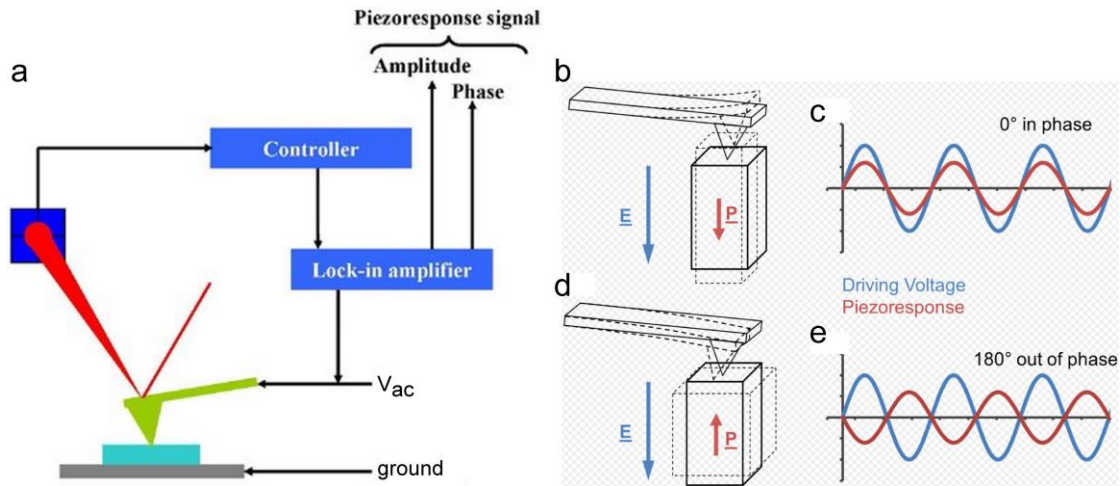 a
Piezoresponse signal
Amplitude
Phase
Controller
Lock-in amplifier
Vac
ground
b
E
P
c
0° in phase
Driving Voltage
Piezoresponse
d
E
P
e
180° out of phase